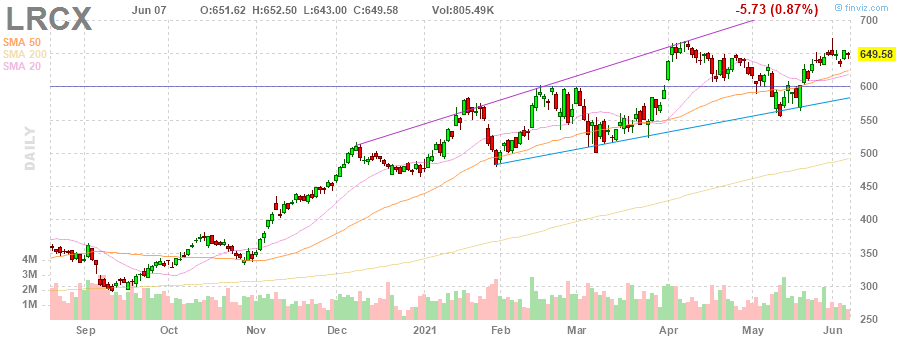 LRCX Jun 07 O:651.62 H:652.50 L:643.00 C:649.58 Vol:805.49K -5.73 (0.87%) © finviz.com
SMA 50
SMA 200
SMA 20
DAILY
700
649.58
600
550
500
450
400
350
300
250
4M
3M
2M
1M
Sep Oct Nov Dec 2021 Feb Mar Apr May Jun